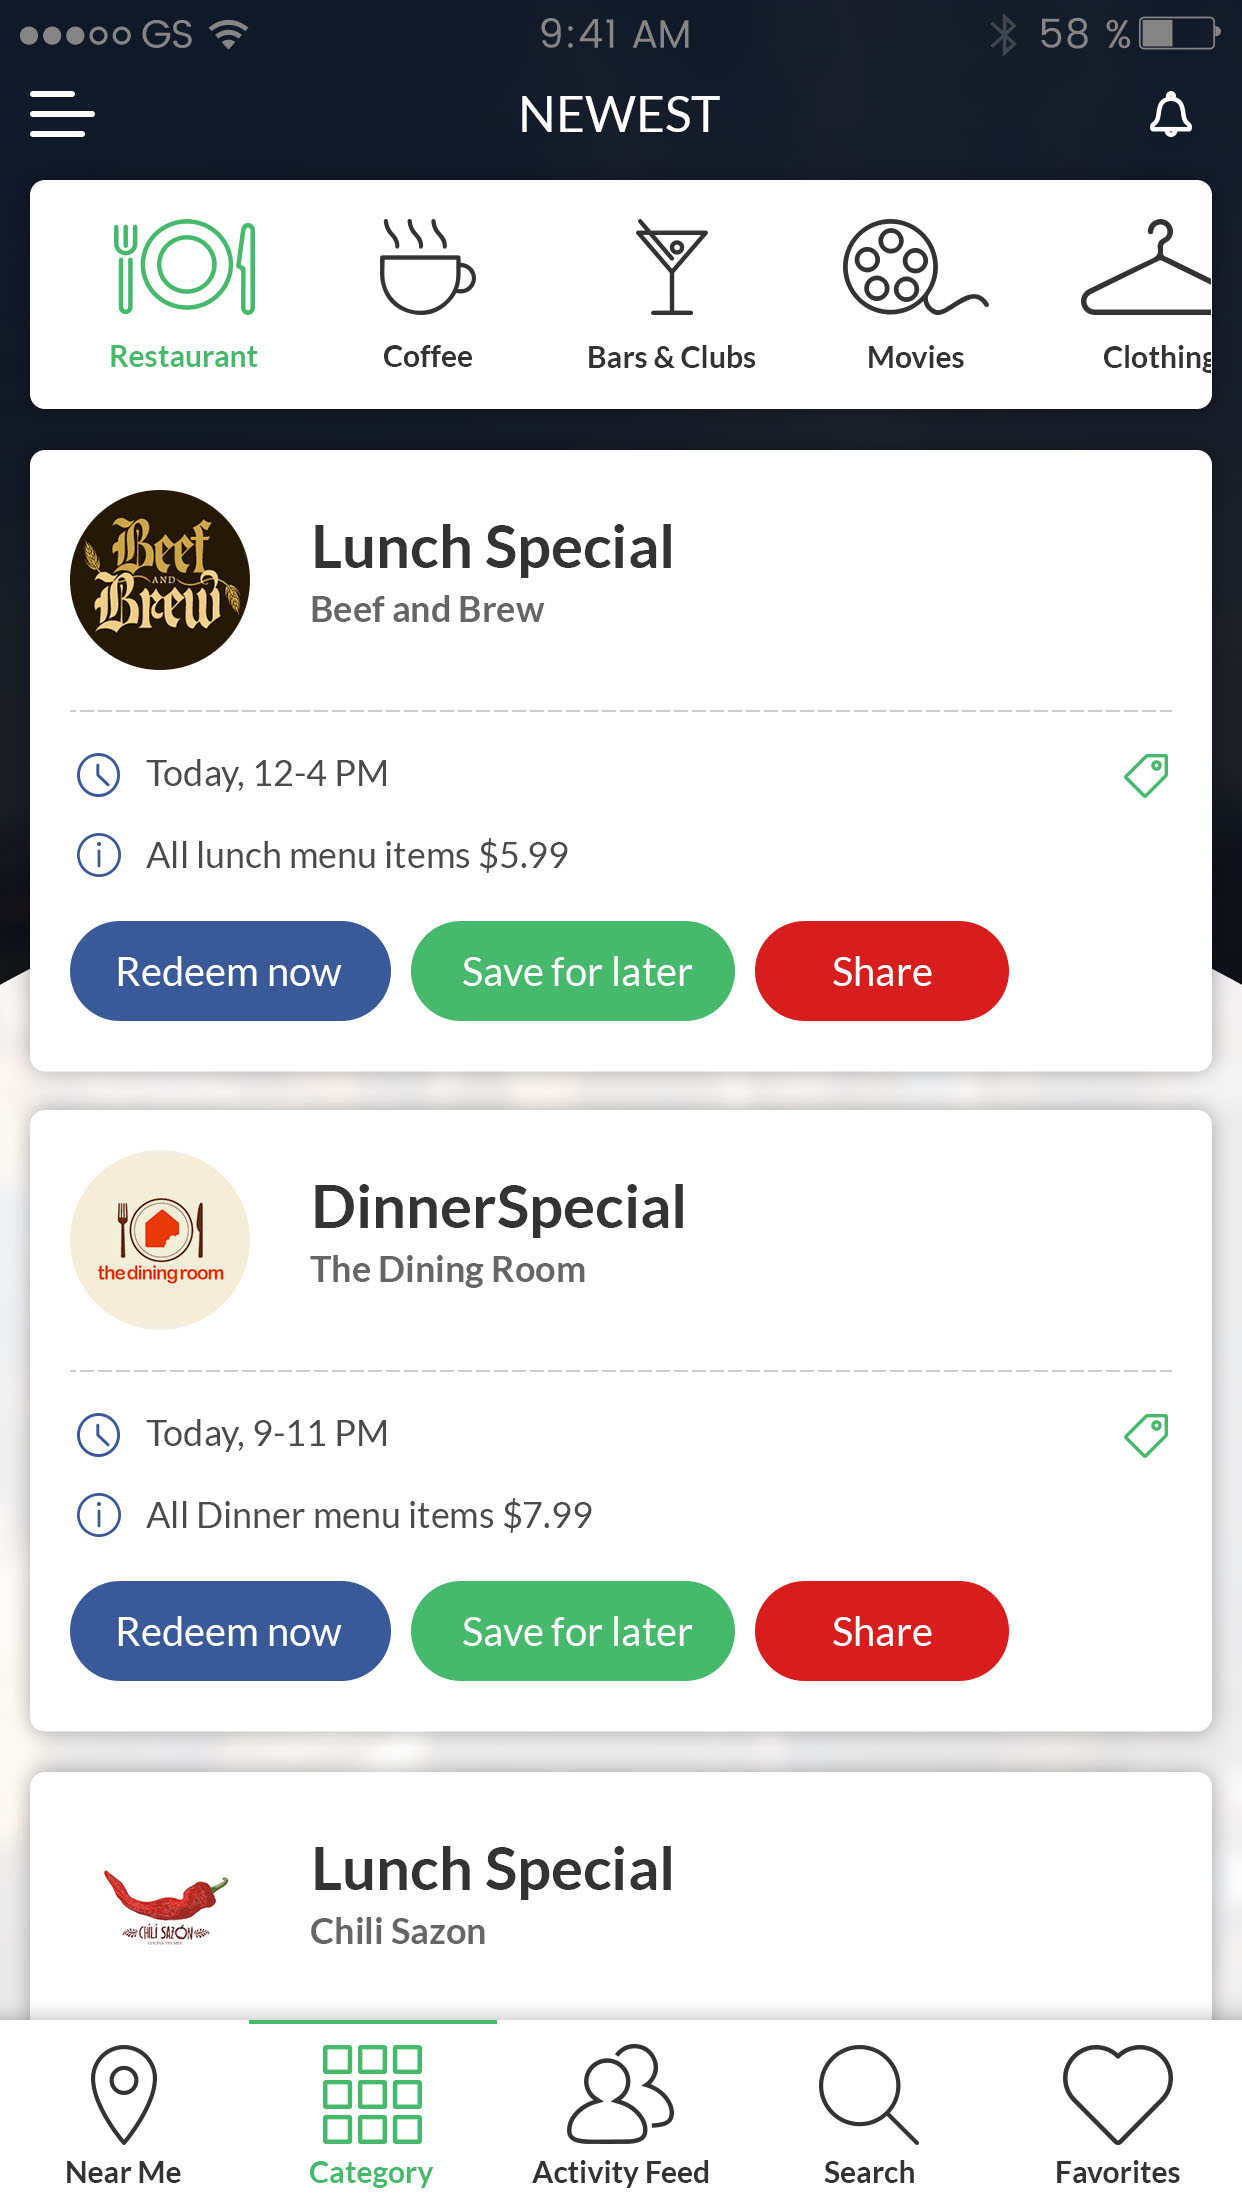 GS 9:41 AM 58 %
NEWEST
Restaurant Coffee Bars & Clubs Movies Clothing
Beef
AND
Brew
Lunch Special
Beef and Brew
Today, 12-4 PM
All lunch menu items $5.99
Redeem now Save for later Share
the dining room
DinnerSpecial
The Dining Room
Today, 9-11 PM
All Dinner menu items $7.99
Redeem now Save for later Share
CHILI SAZÓN
Lunch Special
Chili Sazon
Near Me Category Activity Feed Search Favorites